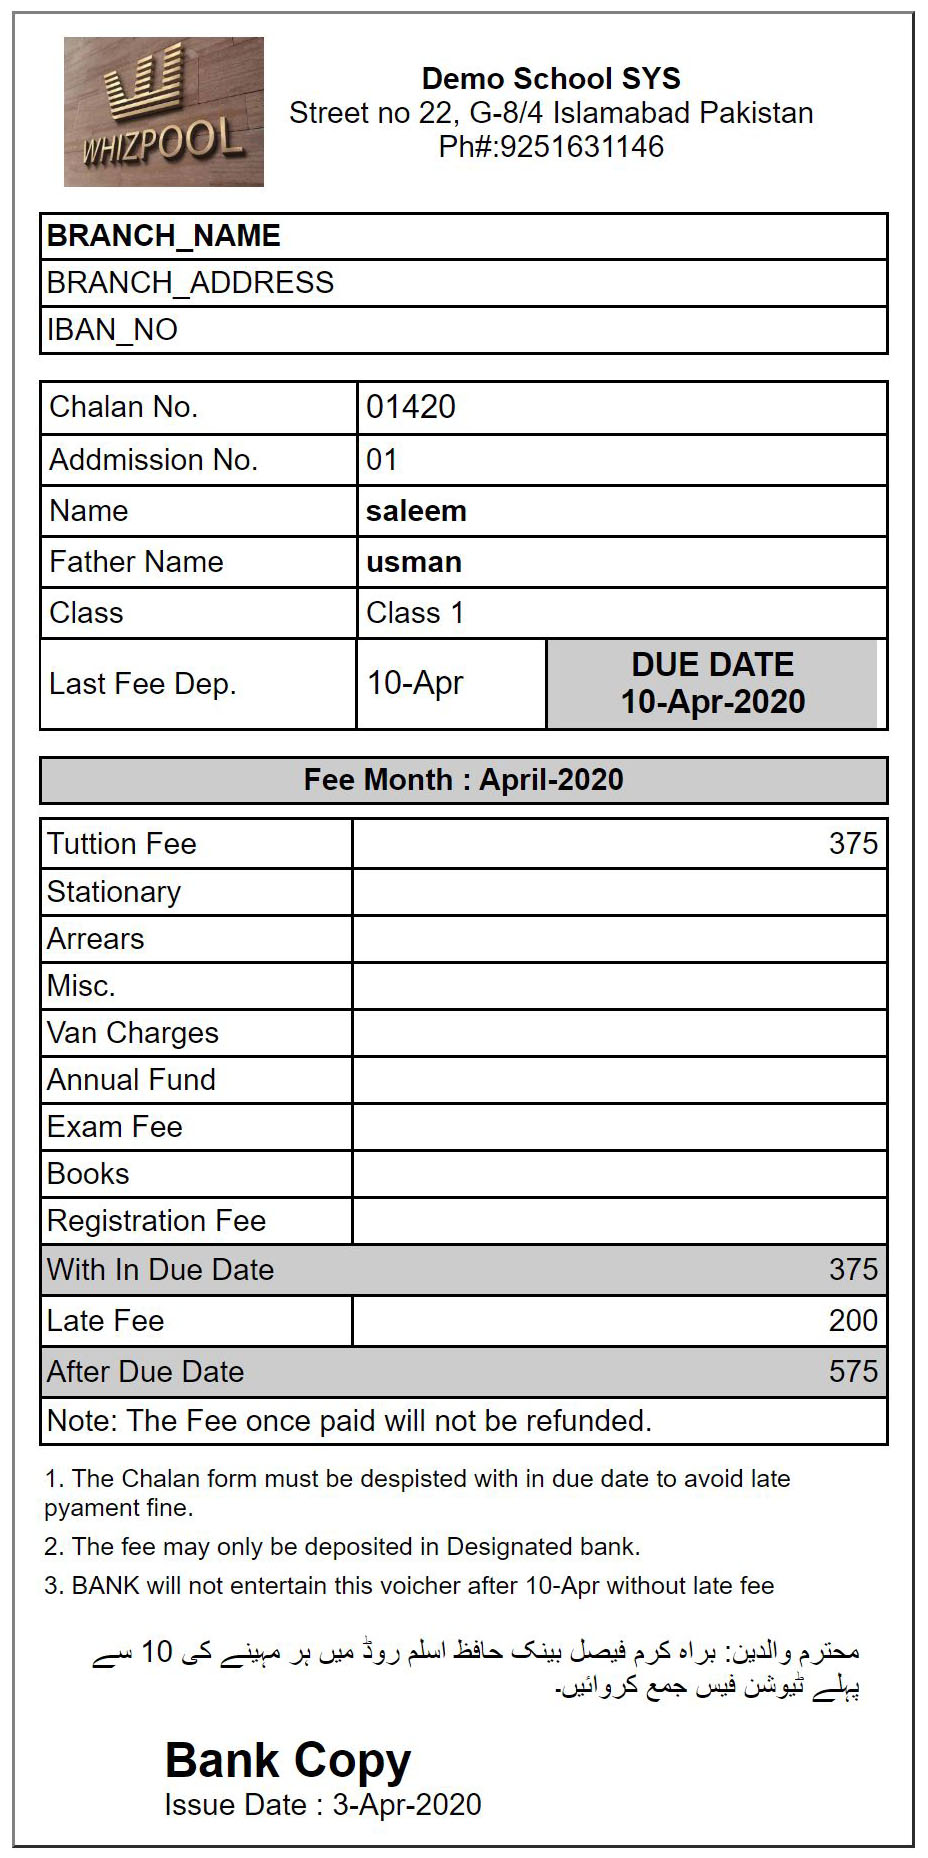 WHIZPOOL
Demo School SYS
Street no 22, G-8/4 Islamabad Pakistan
Ph#:9251631146
BRANCH_NAME
BRANCH_ADDRESS
IBAN_NO
Chalan No. 01420
Addmission No. 01
Name saleem
Father Name usman
Class Class 1
Last Fee Dep. 10-Apr DUE DATE
10-Apr-2020
Fee Month : April-2020
Tuttion Fee 375
Stationary
Arrears
Misc.
Van Charges
Annual Fund
Exam Fee
Books
Registration Fee
With In Due Date 375
Late Fee 200
After Due Date 575
Note: The Fee once paid will not be refunded.
1. The Chalan form must be despisted with in due date to avoid late
pyament fine.
2. The fee may only be deposited in Designated bank.
3. BANK will not entertain this voicher after 10-Apr without late fee
محترم والدین: براہ کرم فیصل بینک حافظ اسلم روڈ میں ہر مہینے کی 10 سے
پہلے ٹیوشن فیس جمع کروائیں۔
Bank Copy
Issue Date : 3-Apr-2020